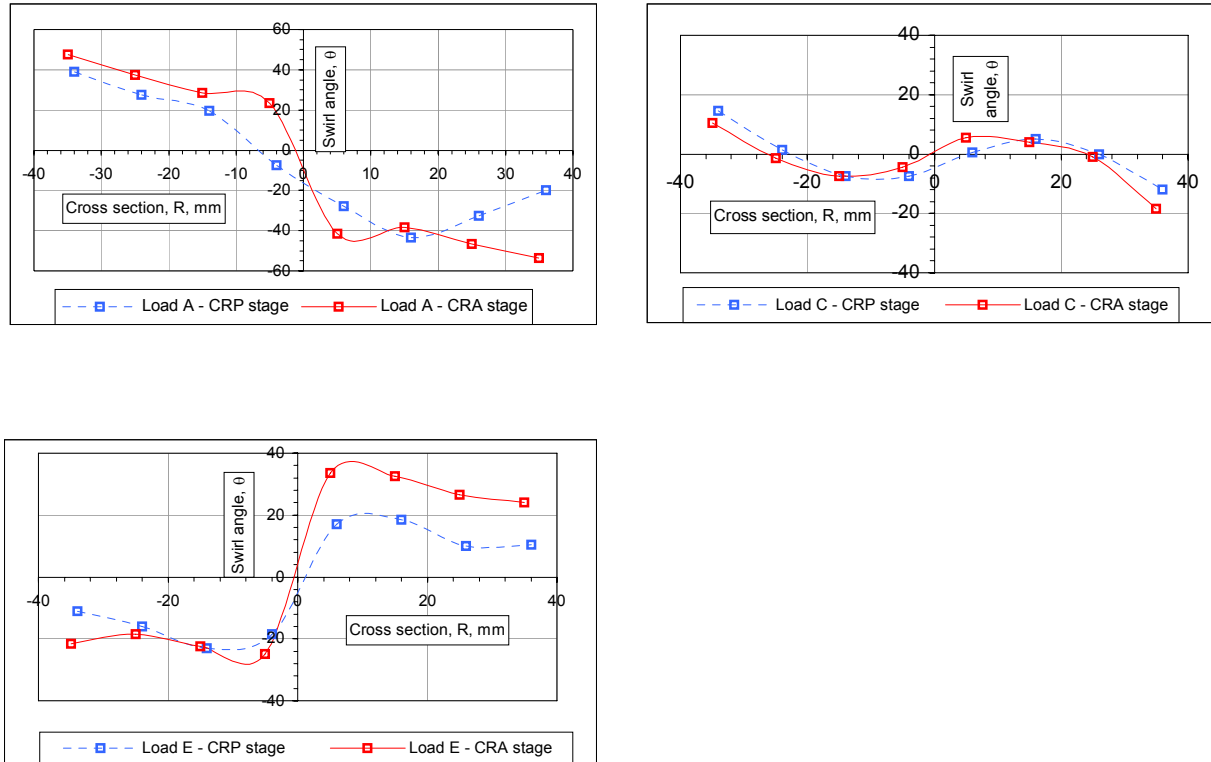 60
40
20
0
-20
-40
-60
-40 -30 -20 -10 0 10 20 30 40
Swirl angle, θ
Cross section, R, mm
Load A - CRP stage Load A - CRA stage
40
20
0
-20
-40
-40 -20 0 20 40
Swirl
angle, θ
Cross section, R, mm
Load C - CRP stage Load C - CRA stage
40
20
0
-20
-40
-40 -20 0 20 40
Swirl angle, θ
Cross section, R, mm
Load E - CRP stage Load E - CRA stage